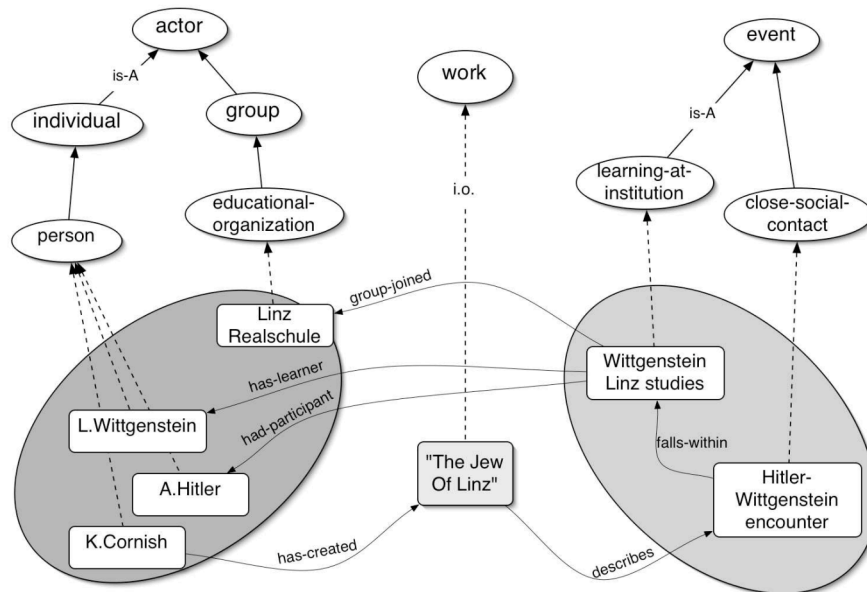 actor
event
work
is-A
individual
group
is-A
learning-at-
institution
i.o.
educational-
organization
close-social-
contact
person
group-joined
Linz
Realschule
Wittgenstein
Linz studies
has-learner
L.Wittgenstein
had-participant
falls-within
"The Jew
Of Linz"
A.Hitler
Hitler-
Wittgenstein
encounter
K.Cornish
has-created
describes